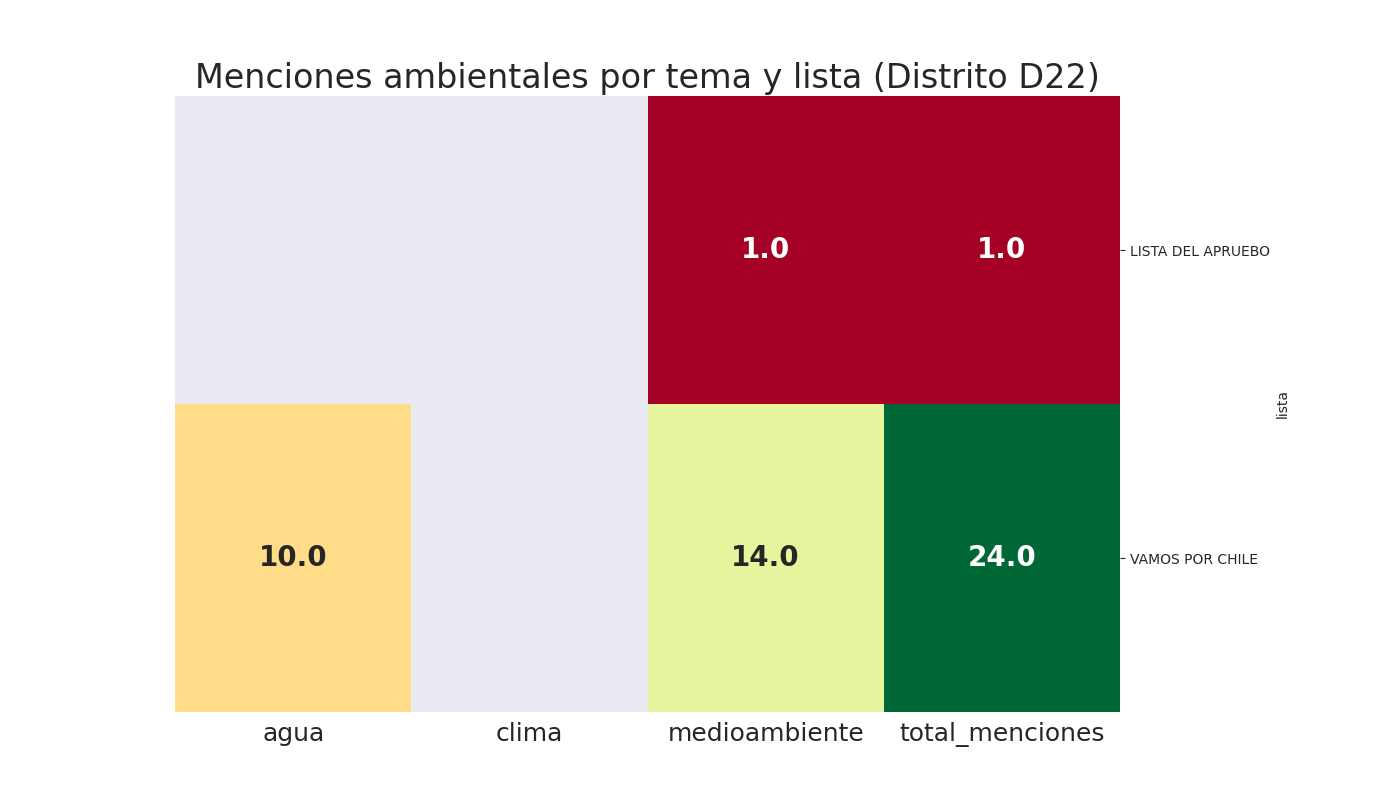 Menciones ambientales por tema y lista (Distrito D22)
1.0 1.0
LISTA DEL APRUEBO
lista
10.0 14.0 24.0
VAMOS POR CHILE
agua clima medioambiente total_menciones